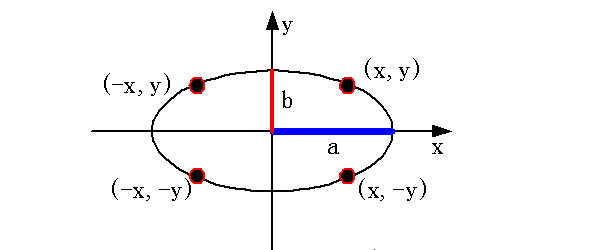 y
(−x, y)
(x, y)
b
a
x
(−x, −y)
(x, −y)